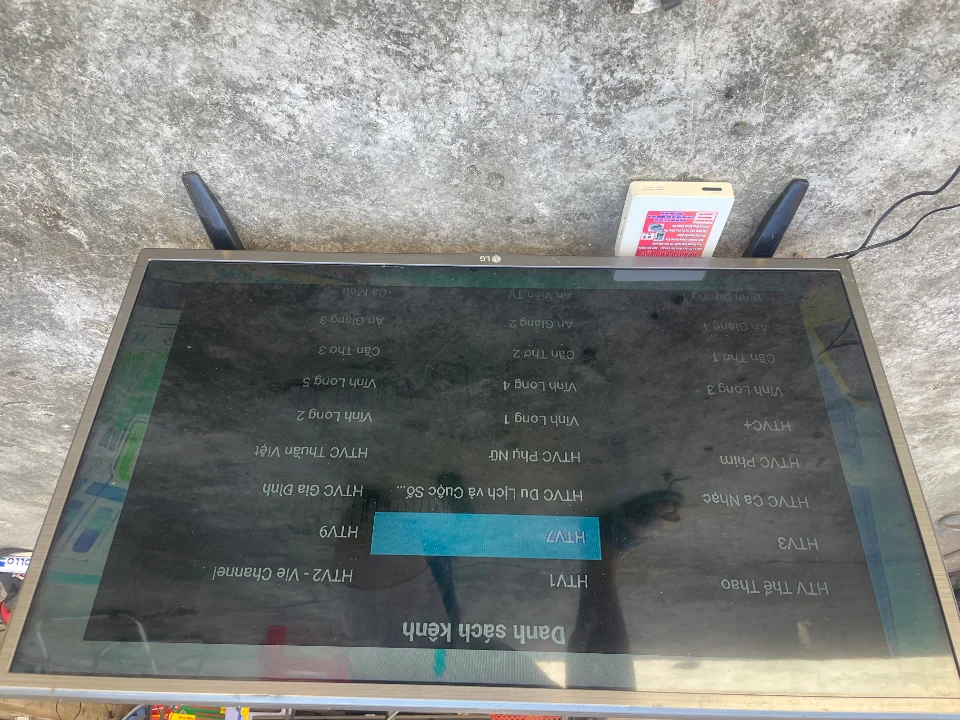 Danh sách kênh
HTV Thể Thao HTV1 HTV2 - Vie Channel
HTV3 HTV7 HTV9
HTVC Ca Nhạc HTVC Du Lịch và Cuộc Số... HTVC Gia Đình
HTVC Phim HTVC Phụ Nữ HTVC Thuần Việt
HTVC+ Vĩnh Long 1 Vĩnh Long 2
Vĩnh Long 3 Vĩnh Long 4 Vĩnh Long 5
Cần Thơ 1 Cần Thơ 2 Cần Thơ 3
An Giang 1 An Giang 2 An Giang 3
Bình Dương An Viên TV Cà Mau
LG